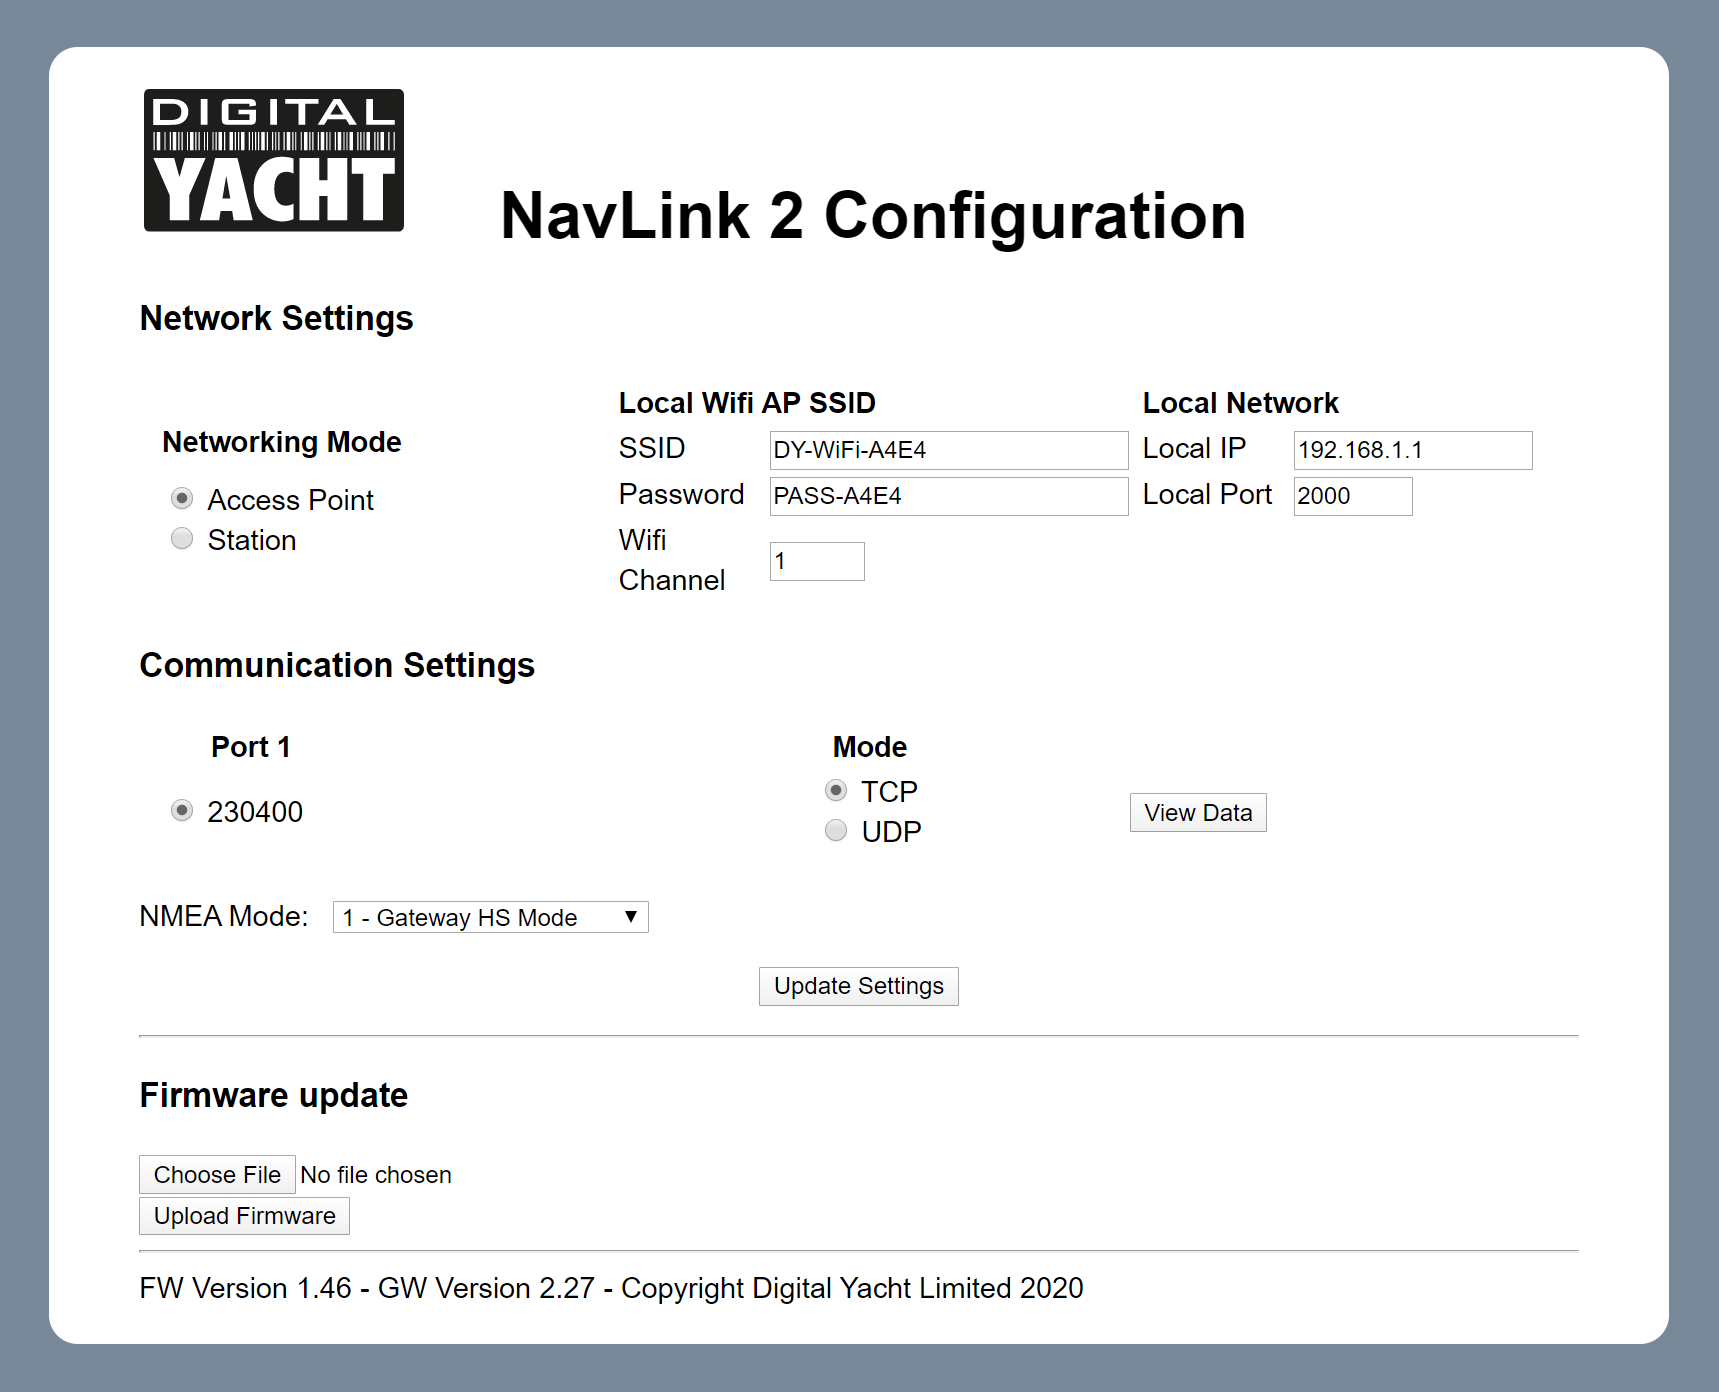 DIGITAL
YACHT
NavLink 2 Configuration
Network Settings
Networking Mode
Access Point
Station
Local Wifi AP SSID
SSID DY-WiFi-A4E4
Password PASS-A4E4
Wifi
Channel 1
Local Network
Local IP 192.168.1.1
Local Port 2000
Communication Settings
Port 1
230400
Mode
TCP
UDP
View Data
NMEA Mode: 1 - Gateway HS Mode
Update Settings
Firmware update
Choose File No file chosen
Upload Firmware
FW Version 1.46 - GW Version 2.27 - Copyright Digital Yacht Limited 2020